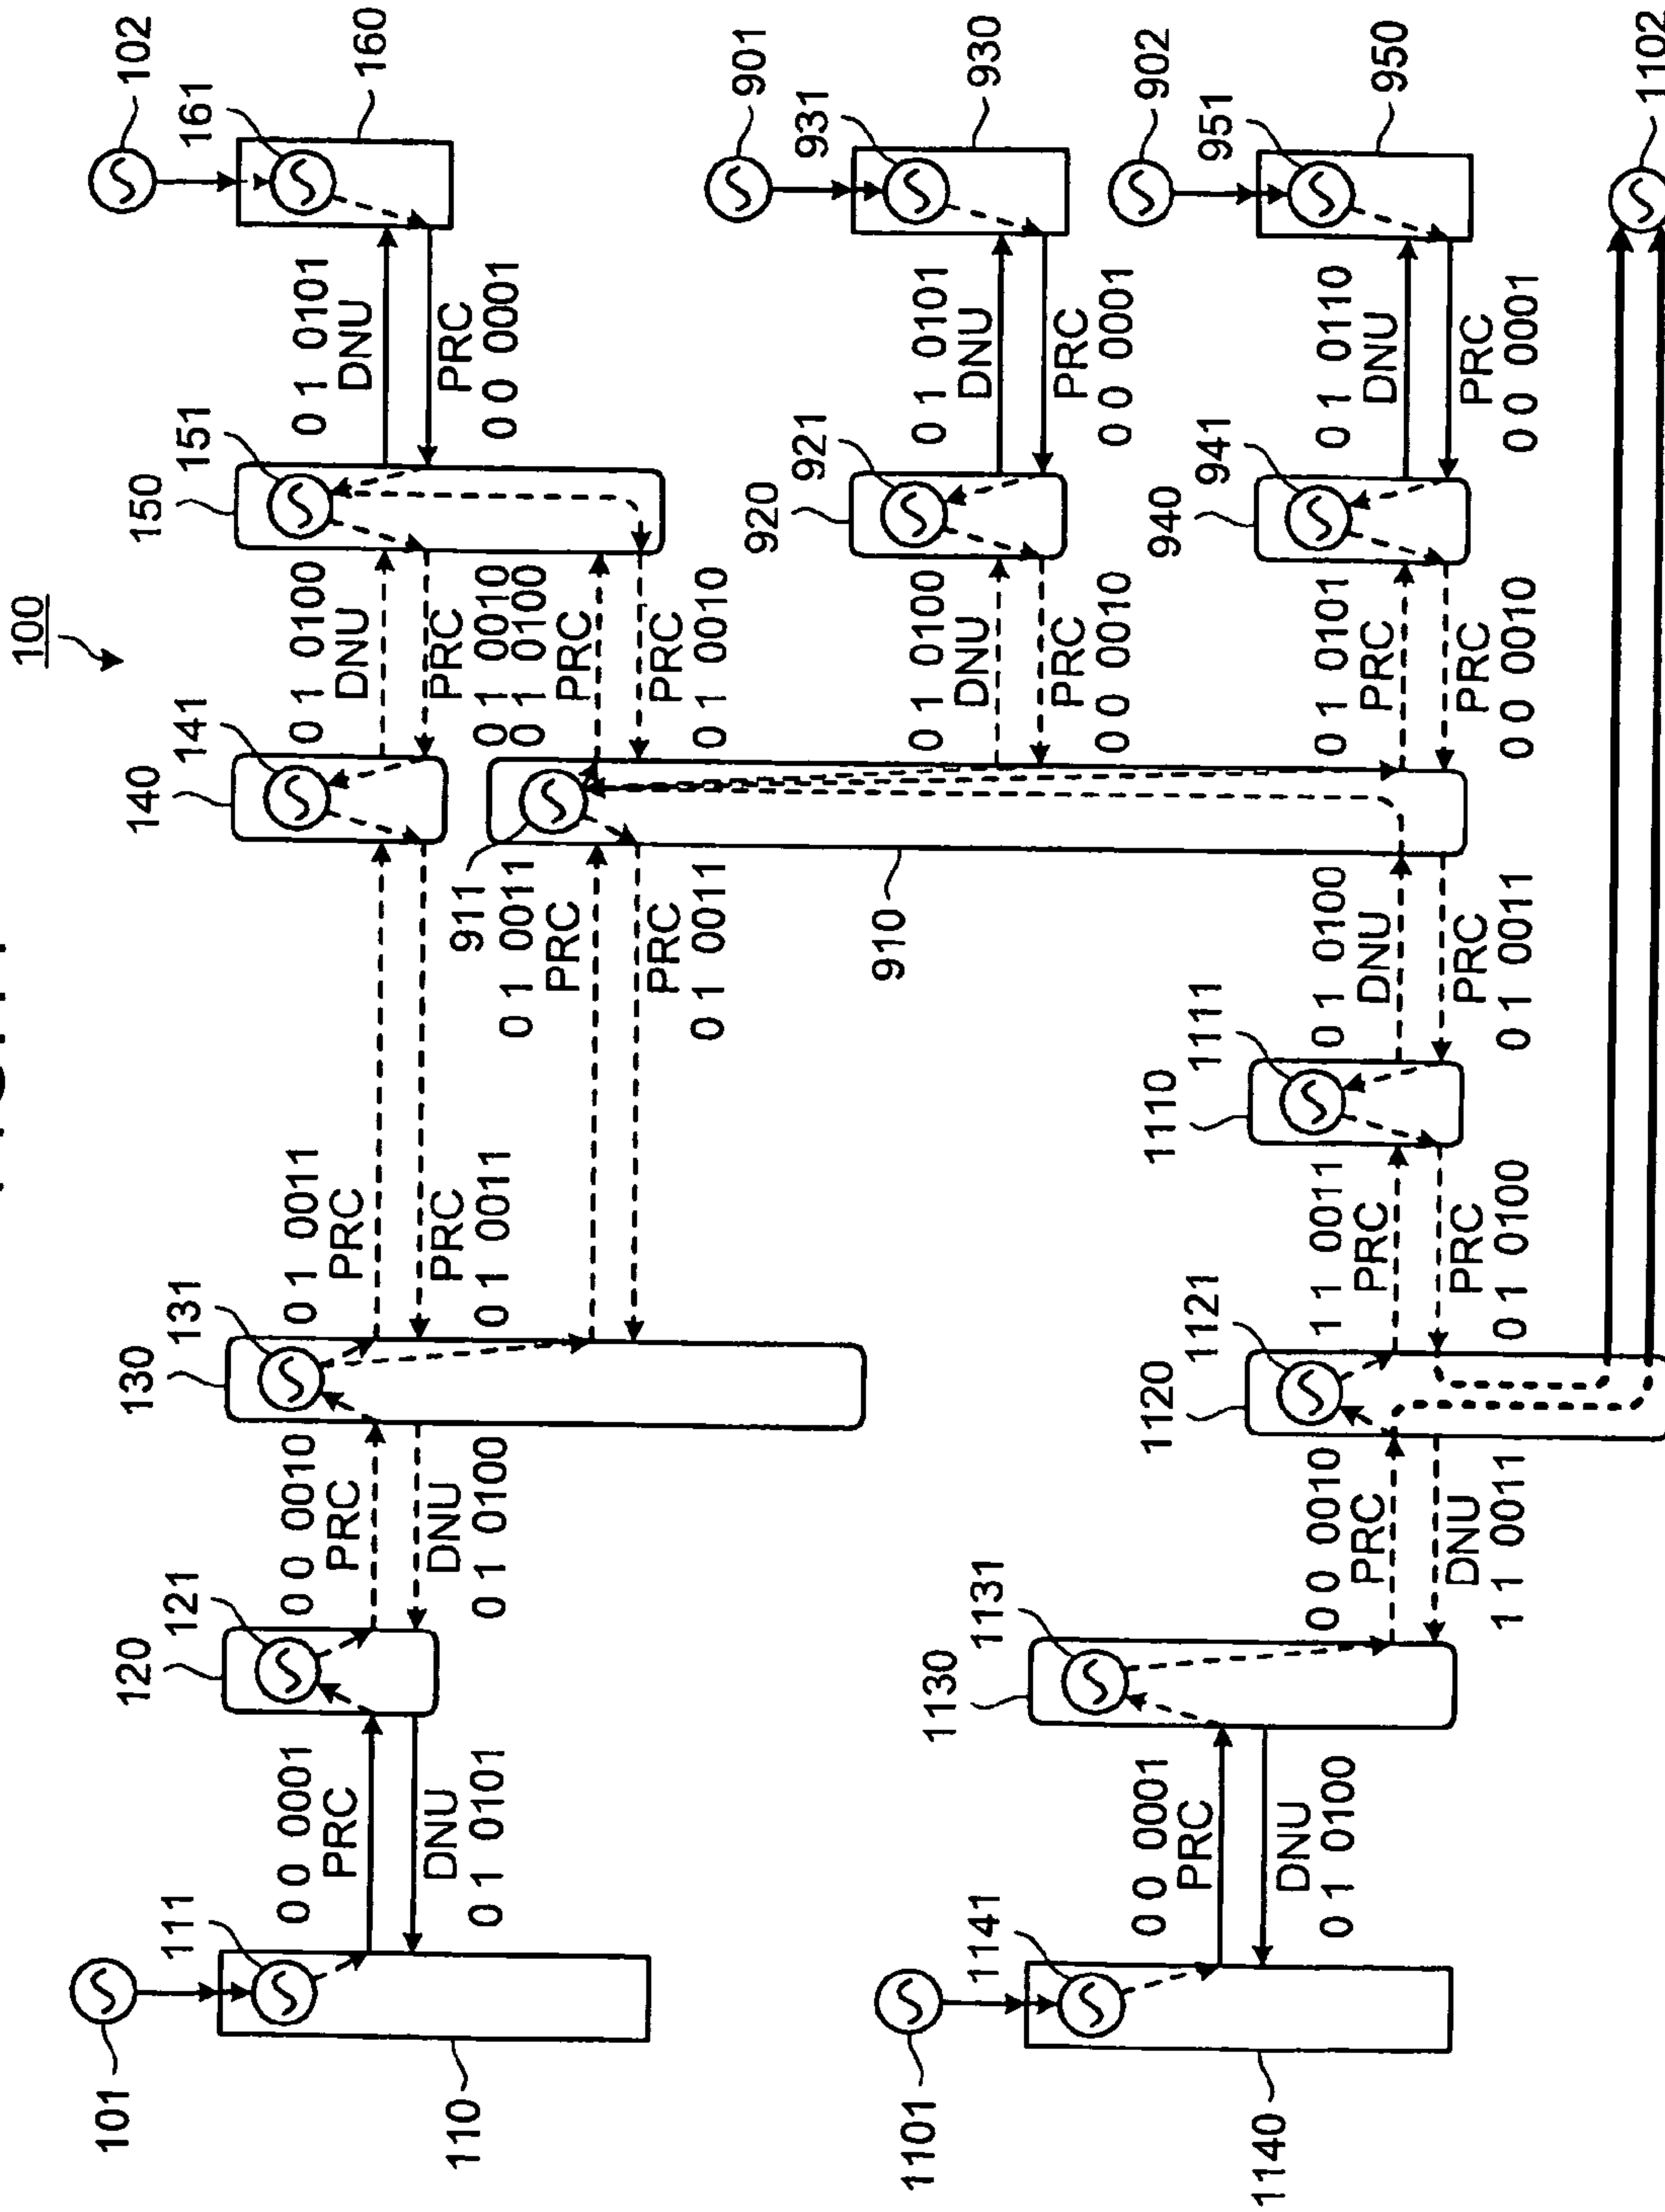 100
102
161
160
0 1 0101
DNU
PRC
0 0 0001
151
150
0 1 0100
DNU
PRC
0 1 0010
141
140
0 1 0011
PRC
PRC
0 1 0011
131
130
0 0 0010
PRC
DNU
0 1 0100
121
120
0 0 0001
PRC
DNU
0 1 0101
111
101
110
0 1 0100
PRC
PRC
0 1 0010
911
0 1 0011
PRC
PRC
0 1 0011
910
901
931
930
0 1 0101
DNU
PRC
0 0 0001
921
920
0 1 0100
DNU
PRC
0 0 0010
902
951
950
0 1 0110
DNU
PRC
0 0 0001
941
940
0 1 0101
PRC
PRC
0 0 0010
0 1 0100
DNU
PRC
0 1 0011
1111
1110
1 1 0011
PRC
PRC
0 1 0100
1121
1120
0 0 0010
PRC
DNU
1 1 0011
1131
1130
0 0 0001
PRC
DNU
0 1 0100
1141
1101
1140
1102